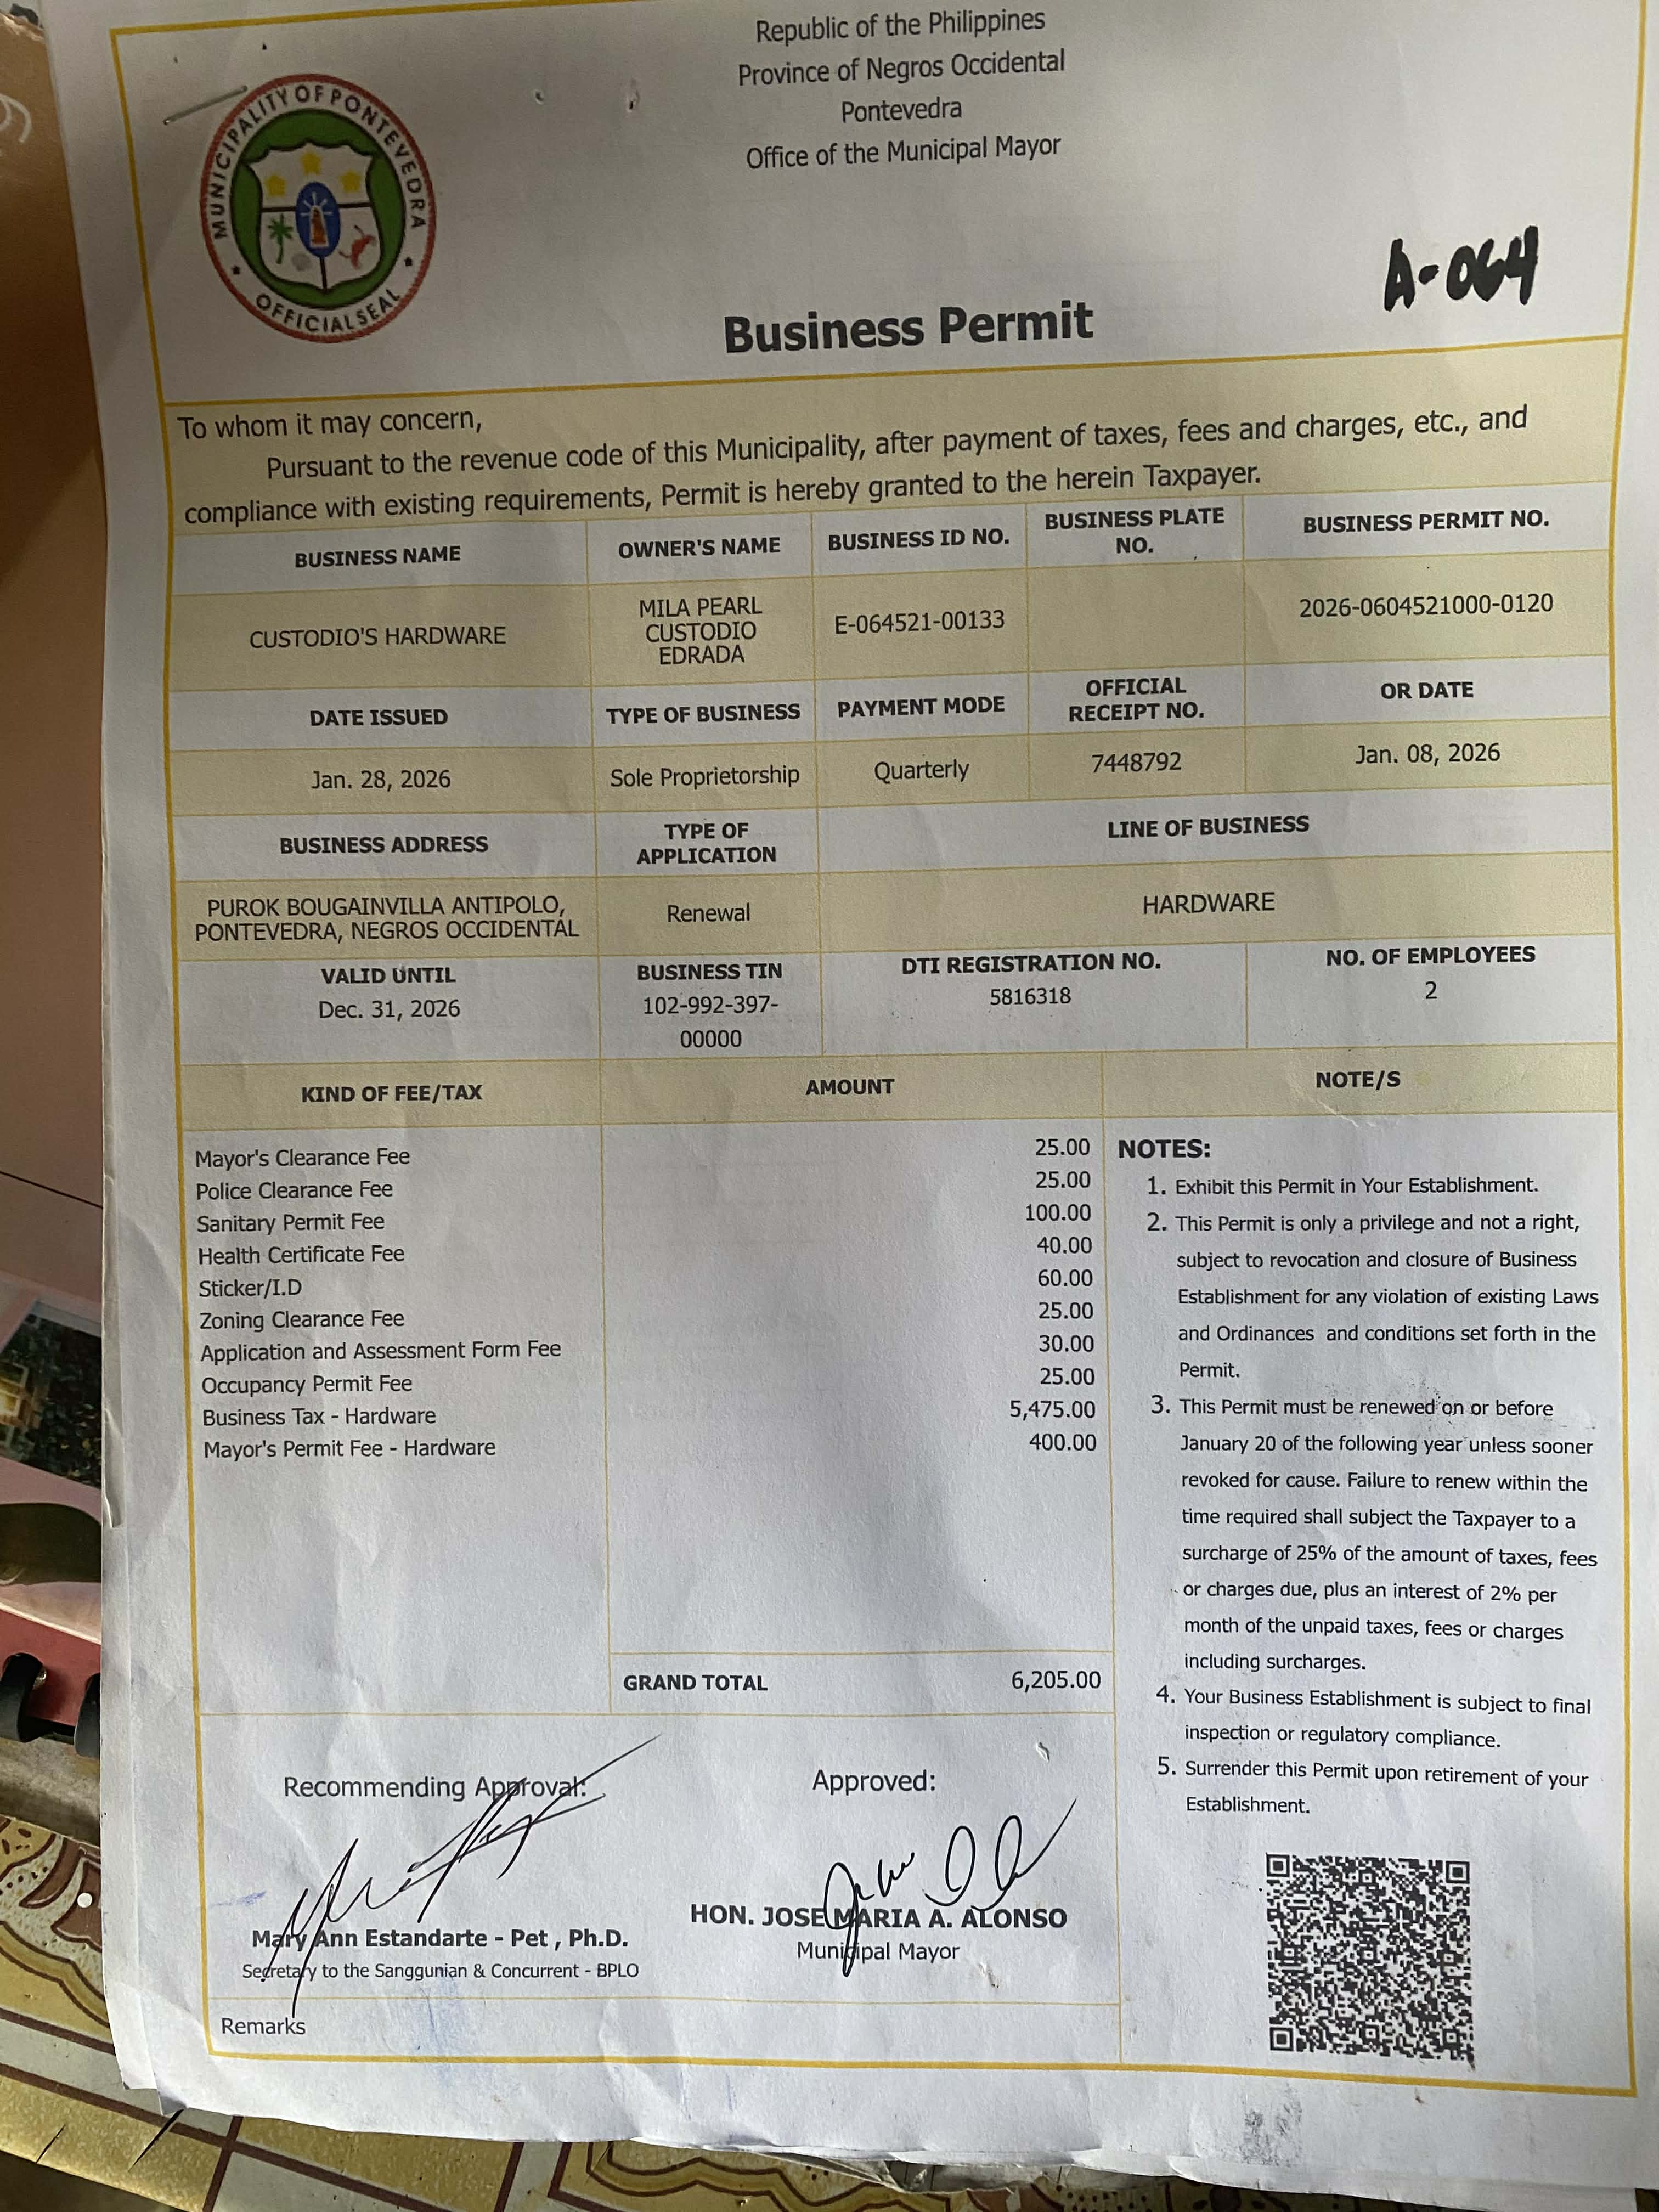 Republic of the Philippines
Province of Negros Occidental
Pontevedra
Office of the Municipal Mayor
MUNICIPALITY OF PONTEVEDRA
OFFICIAL SEAL
A-064
Business Permit
To whom it may concern,
Pursuant to the revenue code of this Municipality, after payment of taxes, fees and charges, etc., and
compliance with existing requirements, Permit is hereby granted to the herein Taxpayer.
BUSINESS NAME OWNER'S NAME BUSINESS ID NO. BUSINESS PLATE NO. BUSINESS PERMIT NO.
CUSTODIO'S HARDWARE MILA PEARL CUSTODIO EDRADA E-064521-00133 2026-0604521000-0120
DATE ISSUED TYPE OF BUSINESS PAYMENT MODE OFFICIAL RECEIPT NO. OR DATE
Jan. 28, 2026 Sole Proprietorship Quarterly 7448792 Jan. 08, 2026
BUSINESS ADDRESS TYPE OF APPLICATION LINE OF BUSINESS
PUROK BOUGAINVILLA ANTIPOLO, PONTEVEDRA, NEGROS OCCIDENTAL Renewal HARDWARE
VALID UNTIL BUSINESS TIN DTI REGISTRATION NO. NO. OF EMPLOYEES
Dec. 31, 2026 102-992-397-00000 5816318 2
KIND OF FEE/TAX AMOUNT NOTE/S
Mayor's Clearance Fee 25.00
Police Clearance Fee 25.00
Sanitary Permit Fee 100.00
Health Certificate Fee 40.00
Sticker/I.D 60.00
Zoning Clearance Fee 25.00
Application and Assessment Form Fee 30.00
Occupancy Permit Fee 25.00
Business Tax - Hardware 5,475.00
Mayor's Permit Fee - Hardware 400.00
GRAND TOTAL 6,205.00
NOTES:
1. Exhibit this Permit in Your Establishment.
2. This Permit is only a privilege and not a right,
subject to revocation and closure of Business
Establishment for any violation of existing Laws
and Ordinances and conditions set forth in the
Permit.
3. This Permit must be renewed on or before
January 20 of the following year unless sooner
revoked for cause. Failure to renew within the
time required shall subject the Taxpayer to a
surcharge of 25% of the amount of taxes, fees
or charges due, plus an interest of 2% per
month of the unpaid taxes, fees or charges
including surcharges.
4. Your Business Establishment is subject to final
inspection or regulatory compliance.
5. Surrender this Permit upon retirement of your
Establishment.
Recommending Approval:
Mary Ann Estandarte - Pet , Ph.D.
Secretary to the Sanggunian & Concurrent - BPLO
Approved:
HON. JOSE MARIA A. ALONSO
Municipal Mayor
Remarks